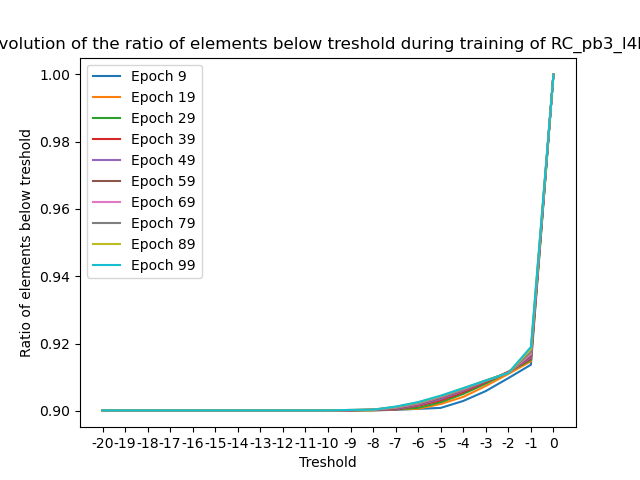 volution of the ratio of elements below treshold during training of RC_pb3_l4
1.00
0.98
0.96
0.94
0.92
0.90
Ratio of elements below treshold
Epoch 9
Epoch 19
Epoch 29
Epoch 39
Epoch 49
Epoch 59
Epoch 69
Epoch 79
Epoch 89
Epoch 99
-20 -19 -18 -17 -16 -15 -14 -13 -12 -11 -10 -9 -8 -7 -6 -5 -4 -3 -2 -1 0
Treshold